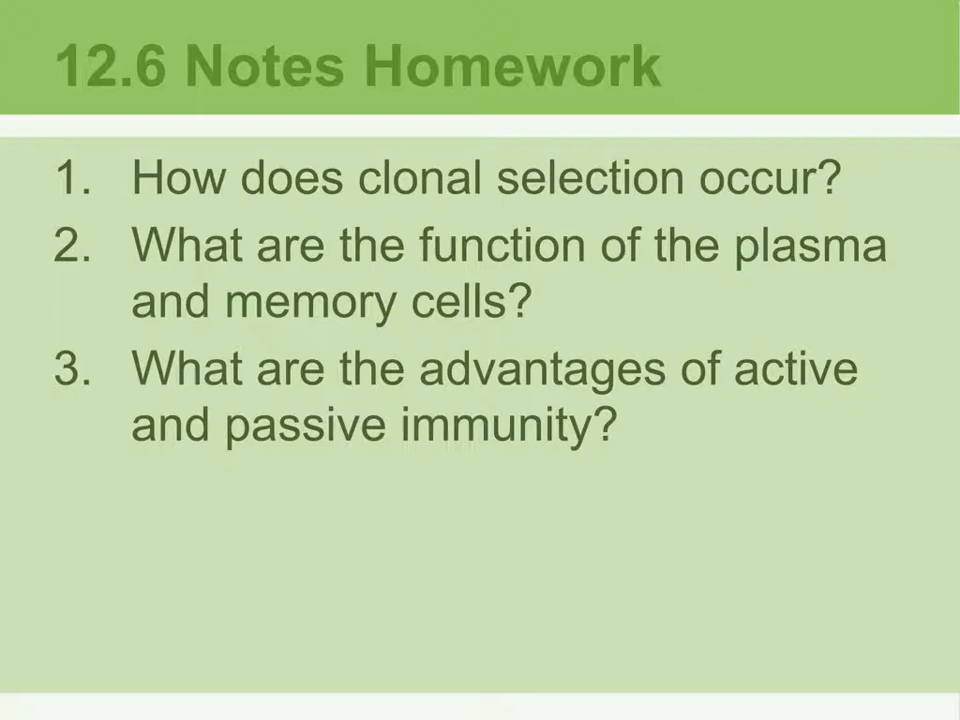 12.6 Notes Homework
1. How does clonal selection occur?
2. What are the function of the plasma
and memory cells?
3. What are the advantages of active
and passive immunity?